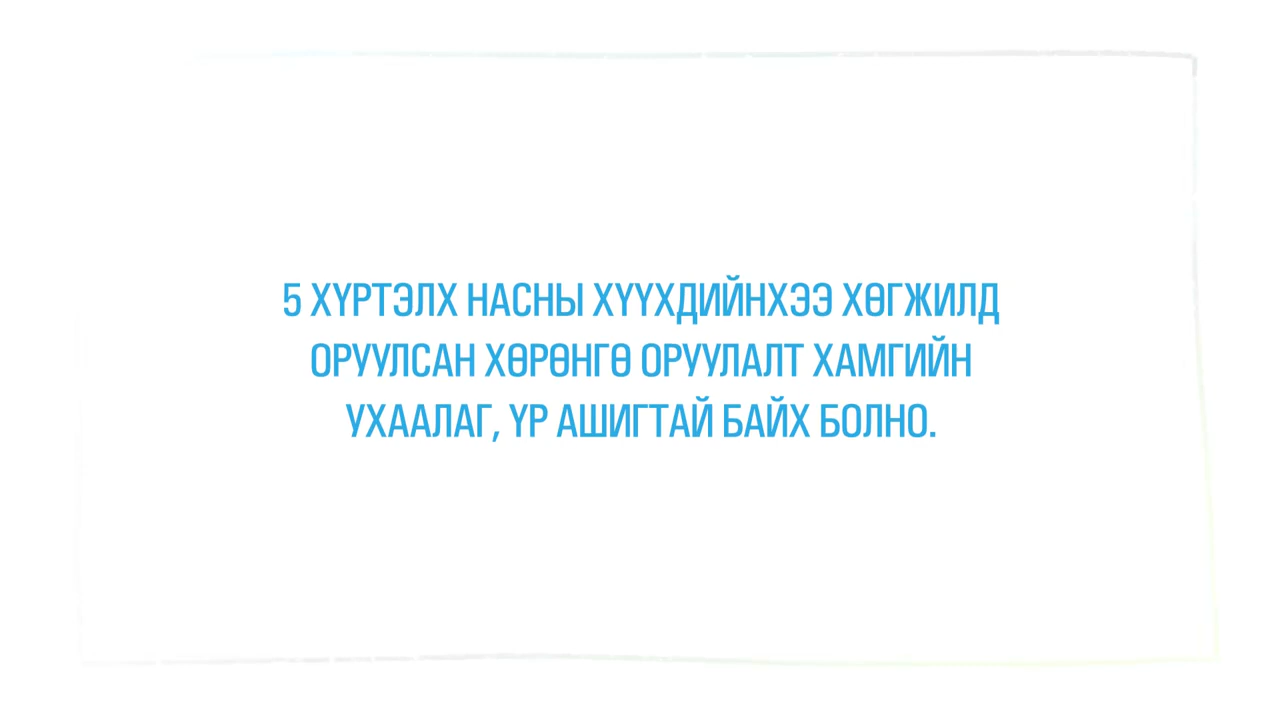 5 ХҮРТЭЛХ НАСНЫ ХҮҮХДИЙНХЭЭ ХӨГЖИЛД
ОРУУЛСАН ХӨРӨНГӨ ОРУУЛАЛТ ХАМГИЙН
УХААЛАГ, ҮР АШИГТАЙ БАЙХ БОЛНО.